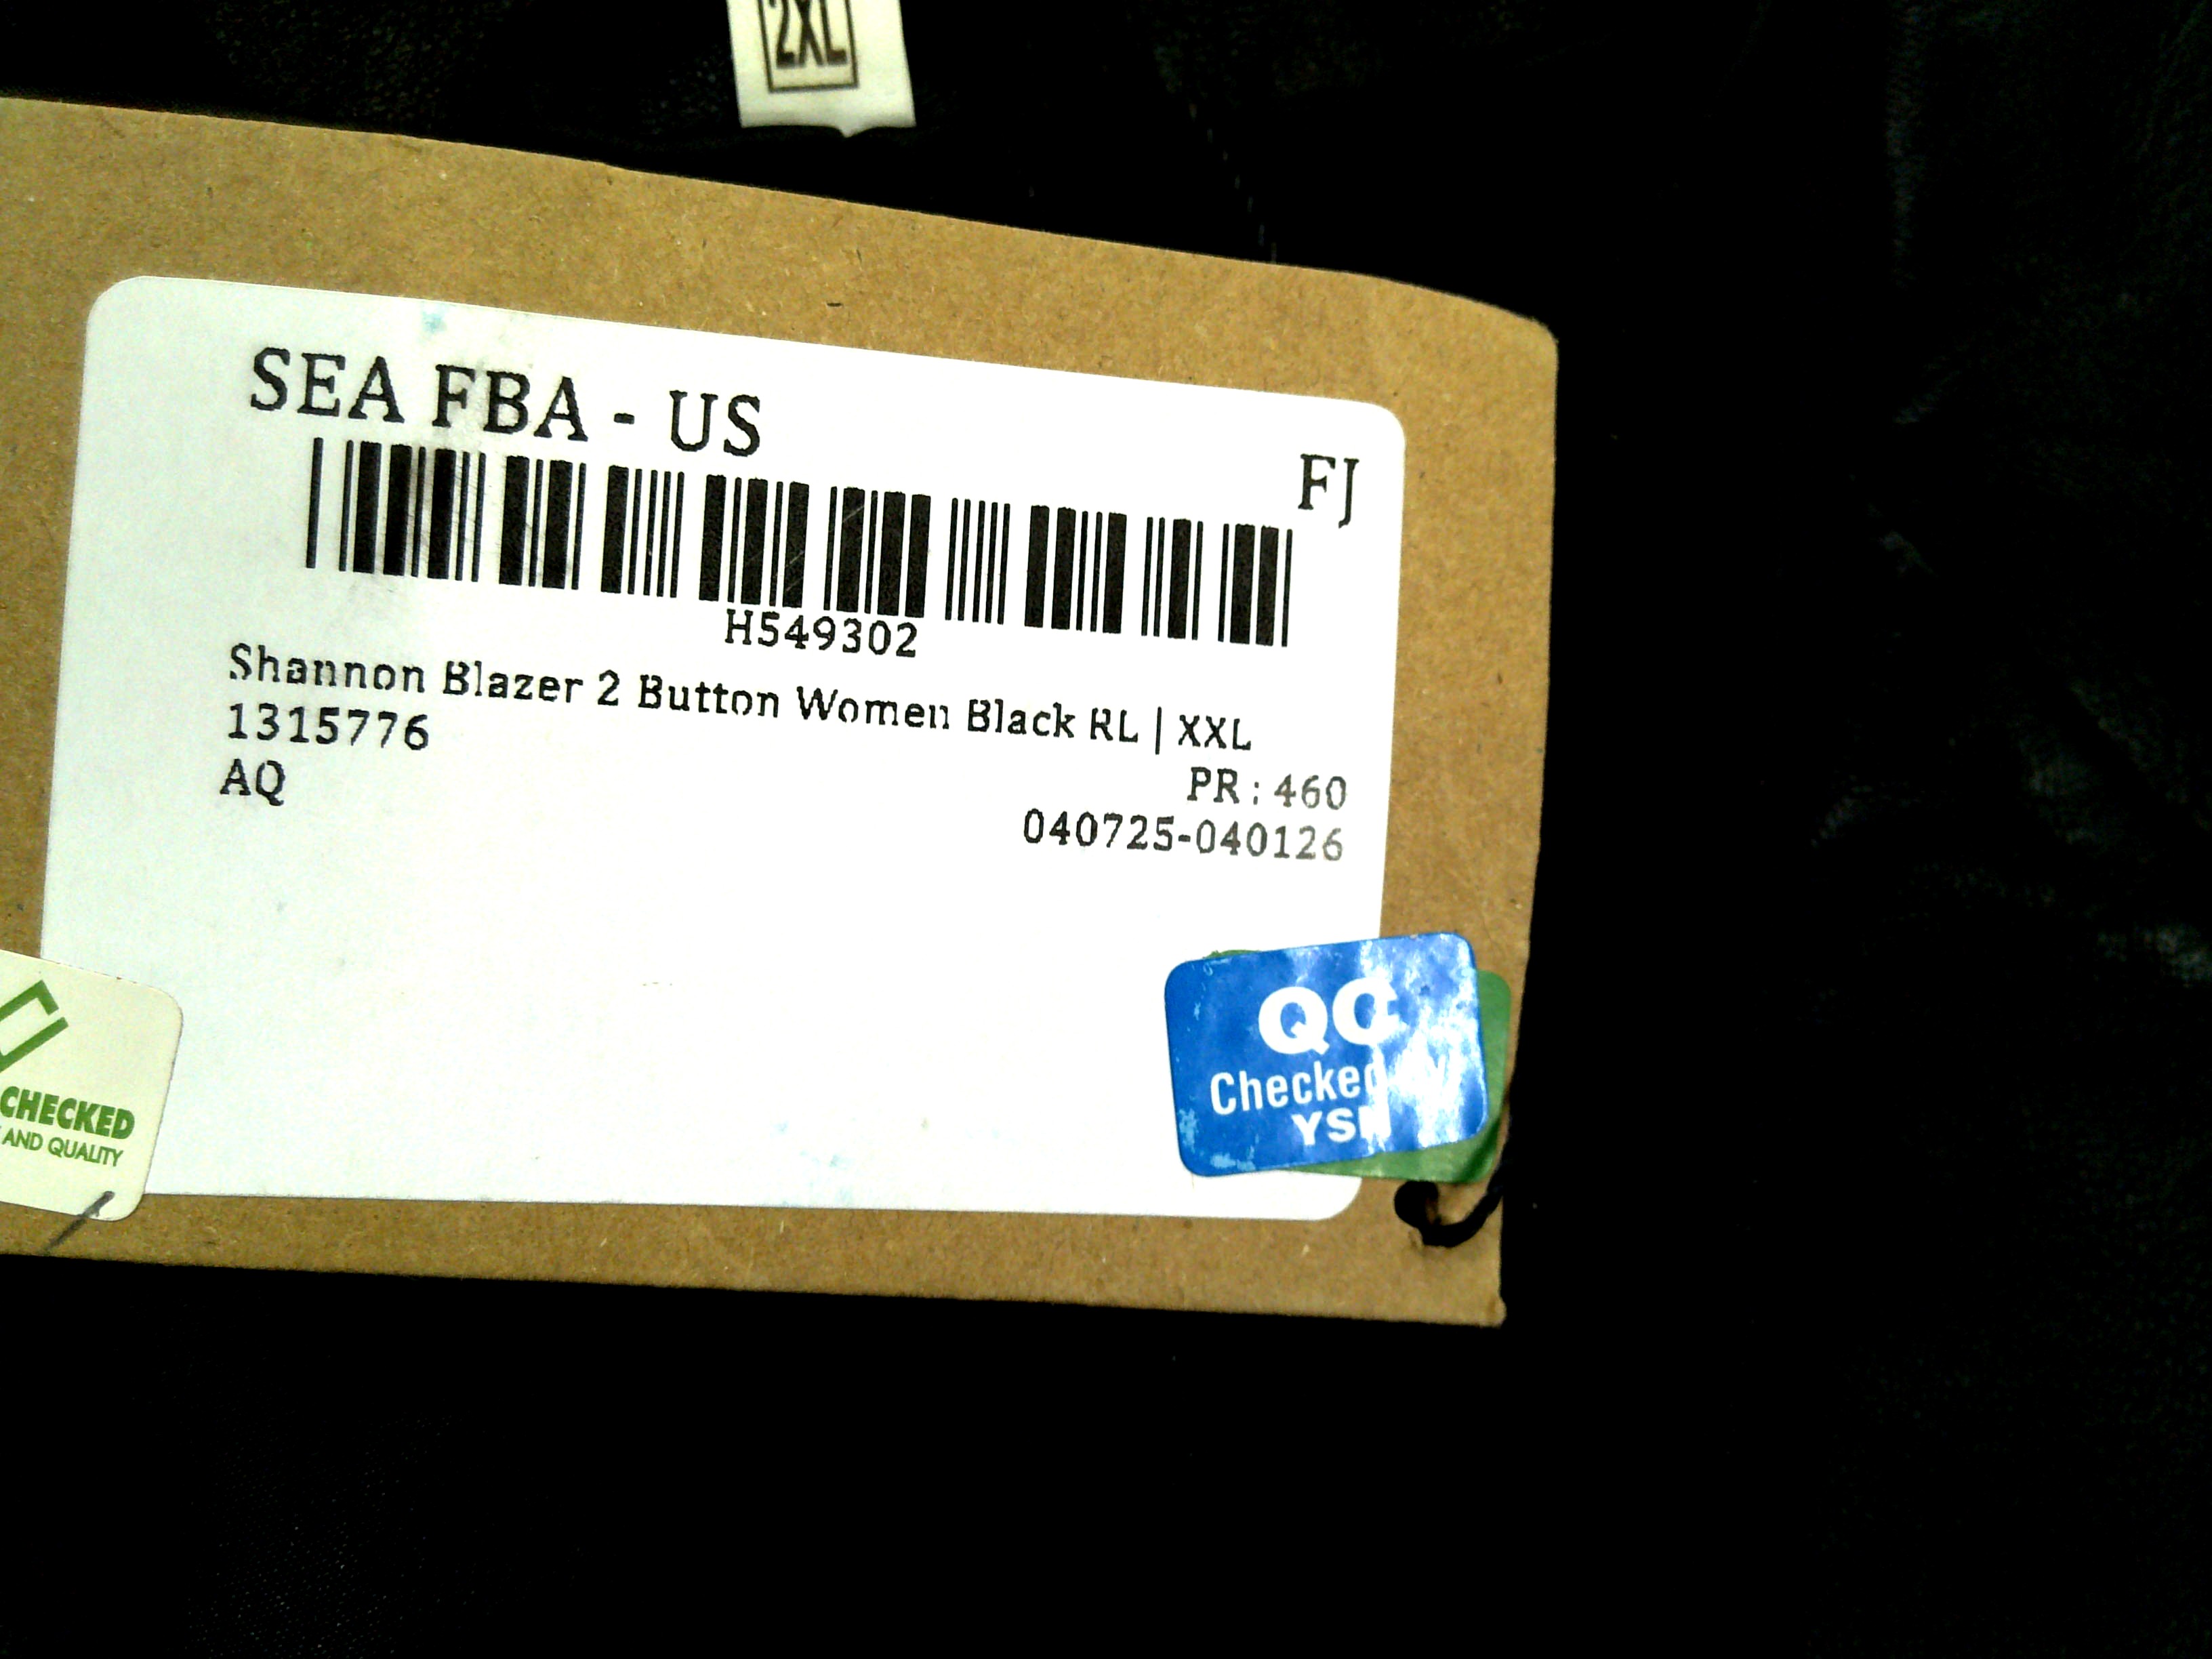 2XL
SEA FBA - US
FJ
H549302
Shannon Blazer 2 Button Women Black RL | XXL
1315776
PR : 460
AQ
040725-040126
QC
Checked
CHECKED
AND QUALITY